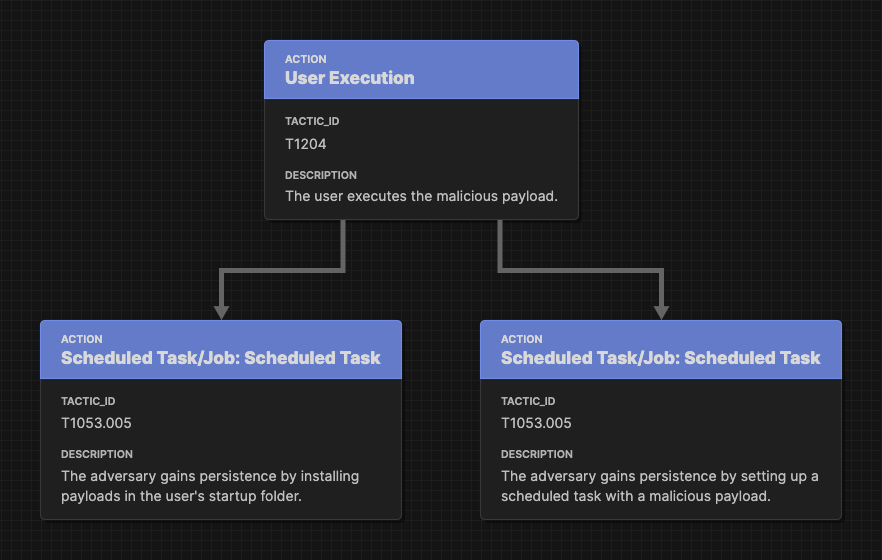 ACTION
User Execution
TACTIC_ID
T1204
DESCRIPTION
The user executes the malicious payload.
ACTION
Scheduled Task/Job: Scheduled Task
TACTIC_ID
T1053.005
DESCRIPTION
The adversary gains persistence by installing
payloads in the user's startup folder.
ACTION
Scheduled Task/Job: Scheduled Task
TACTIC_ID
T1053.005
DESCRIPTION
The adversary gains persistence by setting up a
scheduled task with a malicious payload.